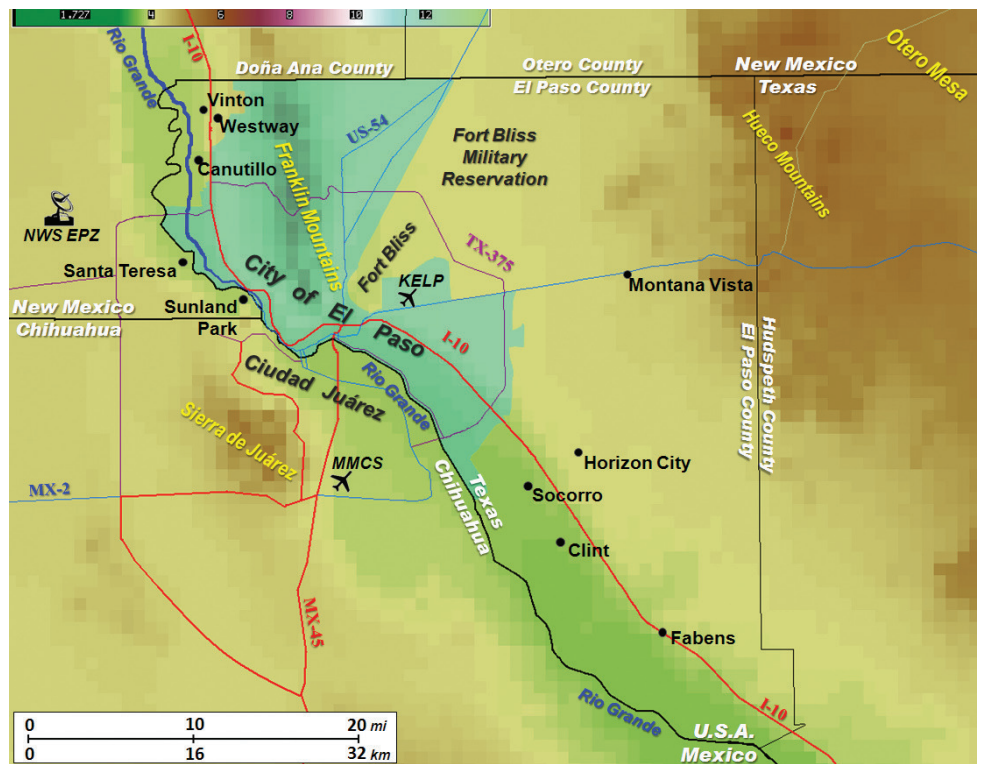 1.727 4 6 8 10 12
Rio Grande
I-10
Doña Ana County
Otero County
El Paso County
New Mexico
Texas
Otero Mesa
Vinton
Westway
US-54
Fort Bliss
Military
Reservation
Hueco Mountains
Canutillo
Franklin Mountains
NWS EPZ
Santa Teresa
City of El Paso
Fort Bliss
TX-375
KELP
Montana Vista
New Mexico
Chihuahua
Sunland
Park
I-10
Hudspeth County
El Paso County
Ciudad Juárez
Rio Grande
Sierra de Juárez
MMCS
Horizon City
MX-2
Texas
Chihuahua
Socorro
Clint
MX-45
Fabens
Rio Grande
I-10
U.S.A.
Mexico
0 10 20 mi
0 16 32 km